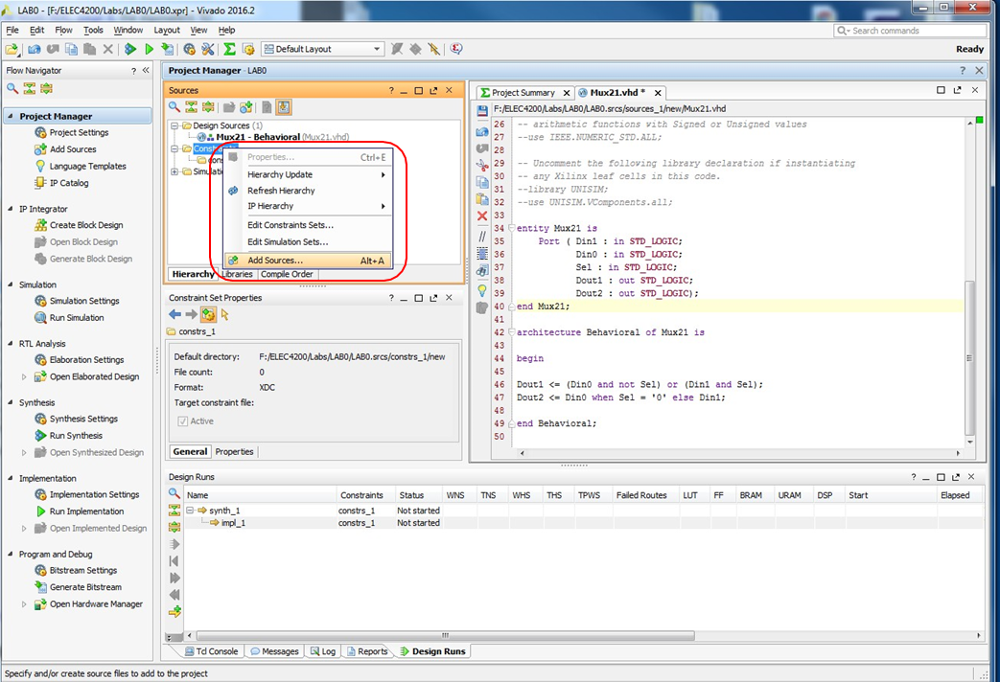 LAB0 - [F:/ELEC4200/Labs/LAB0/LAB0.xpr] - Vivado 2016.2
File Edit Flow Tools Window Layout View Help
Search commands
Default Layout
Ready
Flow Navigator ? «
Project Manager
Project Settings
Add Sources
Language Templates
IP Catalog
IP Integrator
Create Block Design
Open Block Design
Generate Block Design
Simulation
Simulation Settings
Run Simulation
RTL Analysis
Elaboration Settings
Open Elaborated Design
Synthesis
Synthesis Settings
Run Synthesis
Open Synthesized Design
Implementation
Implementation Settings
Run Implementation
Open Implemented Design
Program and Debug
Bitstream Settings
Generate Bitstream
Open Hardware Manager
Project Manager - LAB0
Sources
Design Sources (1)
Mux21 - Behavioral (Mux21.vhd)
Properties... Ctrl+E
Hierarchy Update
Refresh Hierarchy
IP Hierarchy
Edit Constraints Sets...
Edit Simulation Sets...
Add Sources... Alt+A
Hierarchy Libraries Compile Order
Constraint Set Properties
constrs_1
Default directory: F:/ELEC4200/Labs/LAB0/LAB0.srcs/constrs_1/new
File count: 0
Format: XDC
Target constraint file:
Active
General Properties
Project Summary Mux21.vhd *
F:/ELEC4200/Labs/LAB0/LAB0.srcs/sources_1/new/Mux21.vhd
26 -- arithmetic functions with Signed or Unsigned values
27 --use IEEE.NUMERIC_STD.ALL;
28
29 -- Uncomment the following library declaration if instantiating
30 -- any Xilinx leaf cells in this code.
31 --library UNISIM;
32 --use UNISIM.VComponents.all;
33
34 entity Mux21 is
35 Port ( Din1 : in STD_LOGIC;
36 Din0 : in STD_LOGIC;
37 Sel : in STD_LOGIC;
38 Dout1 : out STD_LOGIC;
39 Dout2 : out STD_LOGIC);
40 end Mux21;
41
42 architecture Behavioral of Mux21 is
43
44 begin
45
46 Dout1 <= (Din0 and not Sel) or (Din1 and Sel);
47 Dout2 <= Din0 when Sel = '0' else Din1;
48
49 end Behavioral;
50
Design Runs
Name Constraints Status WNS TNS WHS THS TPWS Failed Routes LUT FF BRAM URAM DSP Start Elapsed
synth_1 constrs_1 Not started
impl_1 constrs_1 Not started
Tcl Console Messages Log Reports Design Runs
Specify and/or create source files to add to the project